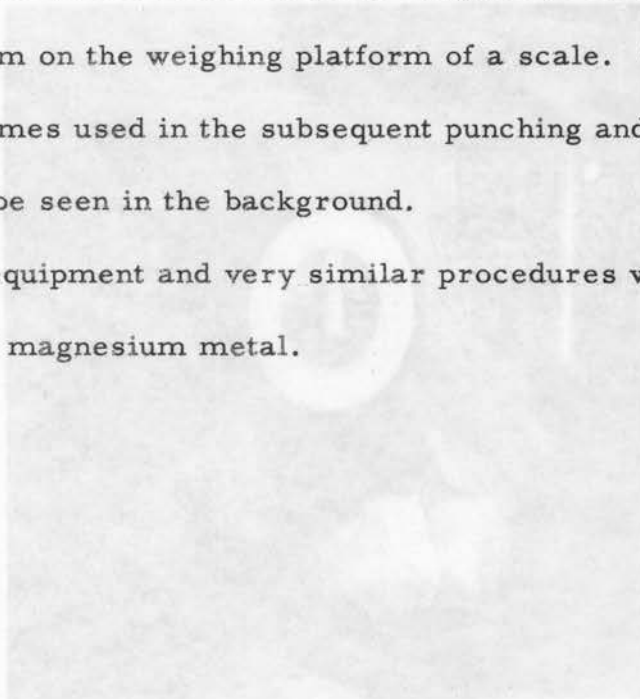 m on the weighing platform of a scale.
mes used in the subsequent punching and
be seen in the background.
quipment and very similar procedures
magnesium metal.